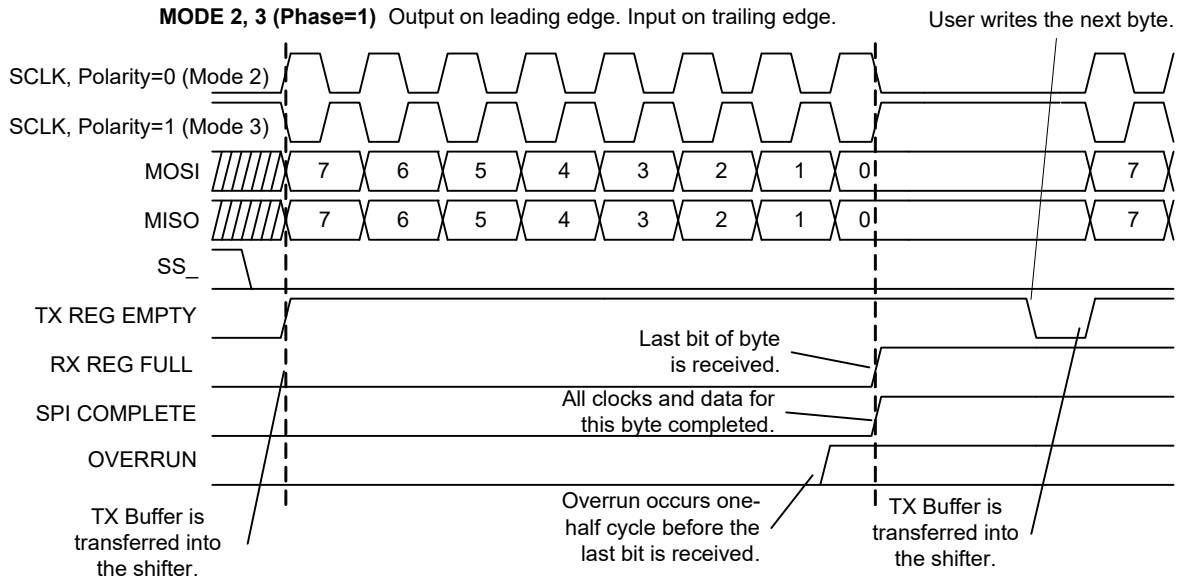 MODE 2, 3 (Phase=1) Output on leading edge. Input on trailing edge.
User writes the next byte.
SCLK, Polarity=0 (Mode 2)
SCLK, Polarity=1 (Mode 3)
MOSI 7 6 5 4 3 2 1 0 7
MISO 7 6 5 4 3 2 1 0 7
SS_
TX REG EMPTY
Last bit of byte
is received.
RX REG FULL
All clocks and data for
this byte completed.
SPI COMPLETE
OVERRUN
TX Buffer is
transferred into
the shifter.
Overrun occurs one-
half cycle before the
last bit is received.
TX Buffer is
transferred into
the shifter.